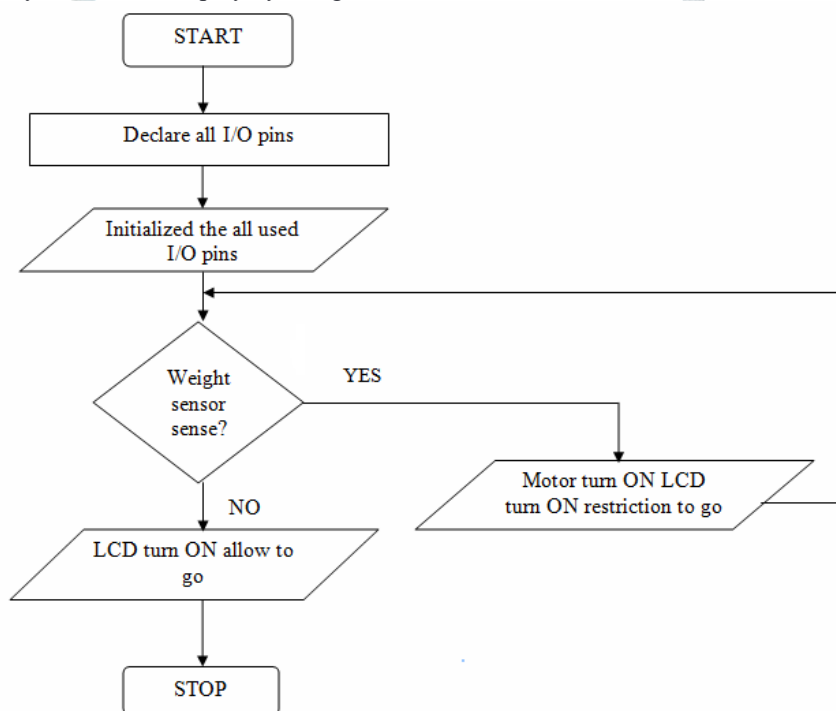 START
Declare all I/O pins
Initialized the all used
I/O pins
Weight
sensor
sense?
YES
Motor turn ON LCD
turn ON restriction to go
NO
LCD turn ON allow to
go
STOP